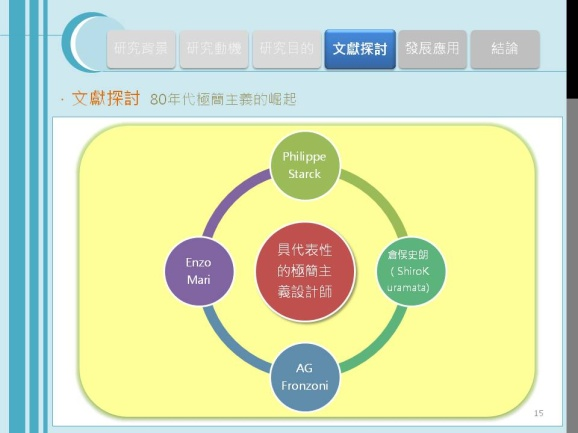 研究背景 研究動機 研究目的 文獻探討 發展應用 結論
· 文獻探討 80年代極簡主義的崛起
Philippe
Starck
具代表性
的極簡主
義設計師
倉俁史朗
( ShiroK
uramata)
Enzo
Mari
AG
Fronzoni
15